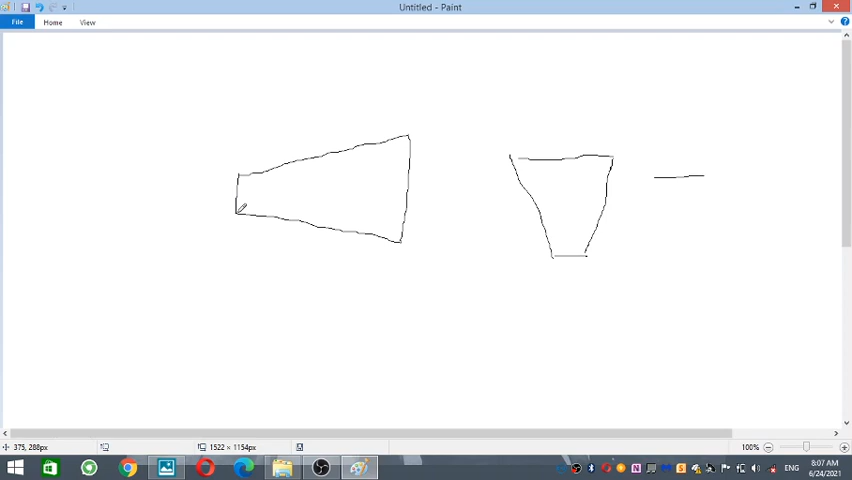 Untitled - Paint
File Home View
375, 288px
1522 × 1154px
100%
ENG
8:07 AM
6/24/2021